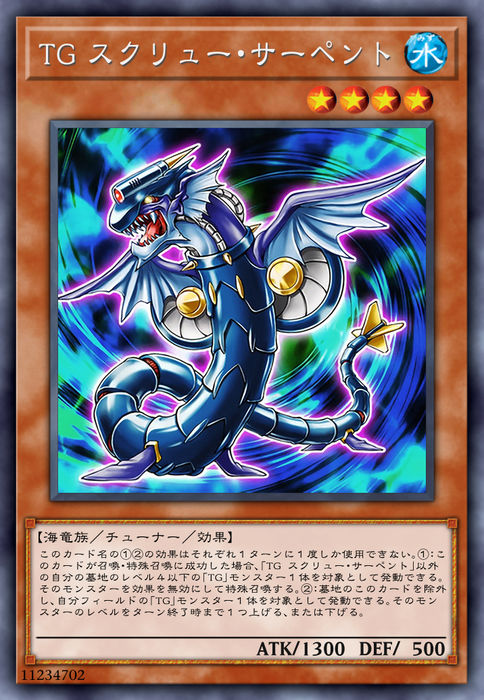 TG スクリュー・サーペント
みず
水
【海竜族／チューナー／効果】
このカード名の①②の効果はそれぞれ１ターンに１度しか使用できない。①：こ
のカードが召喚・特殊召喚に成功した場合、「TG スクリュー・サーペント」以外
の自分の墓地のレベル４以下の「TG」モンスター１体を対象として発動できる。
そのモンスターを効果を無効にして特殊召喚する。②：墓地のこのカードを除外
し、自分フィールドの「TG」モンスター１体を対象として発動できる。そのモン
スターのレベルをターン終了時まで１つ上げる、または下げる。
ATK/1300 DEF/ 500
11234702